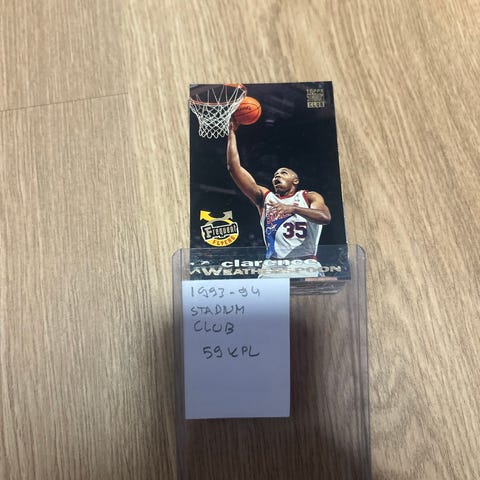 TOPPS
STADIUM
CLUB
35
Frequent
FLYERS
clarence
WEATHERSPOON
1993-94
STADIUM
CLUB
59 KPL